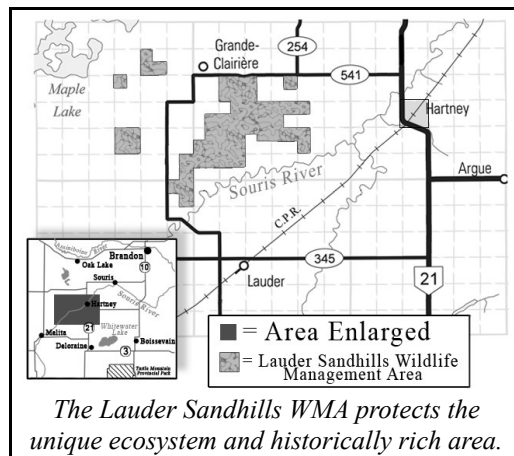 Grande-
Clairière
254
541
Maple
Lake
Hartney
Souris River
Argue
C.P.R.
345
Lauder
21
Assiniboine River
Brandon
Oak Lake
10
Souris
Souris River
Hartney
21
Melita
Whitewater
Lake
Deloraine
Boissevain
3
Turtle Mountain
Provincial Park
= Area Enlarged
= Lauder Sandhills Wildlife
Management Area
The Lauder Sandhills WMA protects the
unique ecosystem and historically rich area.